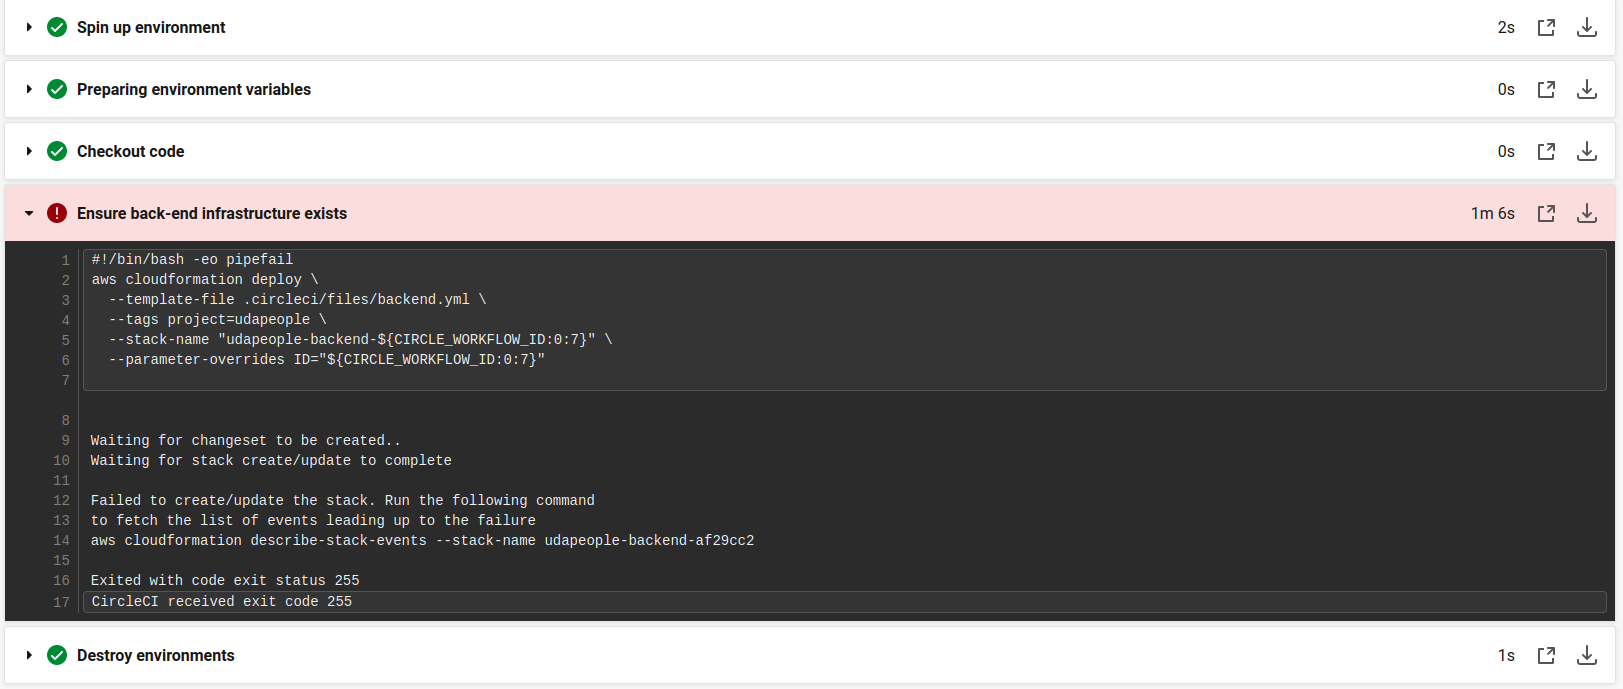 Spin up environment 2s
Preparing environment variables 0s
Checkout code 0s
Ensure back-end infrastructure exists 1m 6s
1 #!/bin/bash -eo pipefail
2 aws cloudformation deploy \
3   --template-file .circleci/files/backend.yml \
4   --tags project=udapeople \
5   --stack-name "udapeople-backend-${CIRCLE_WORKFLOW_ID:0:7}" \
6   --parameter-overrides ID="${CIRCLE_WORKFLOW_ID:0:7}"
7
8
9 Waiting for changeset to be created..
10 Waiting for stack create/update to complete
11
12 Failed to create/update the stack. Run the following command
13 to fetch the list of events leading up to the failure
14 aws cloudformation describe-stack-events --stack-name udapeople-backend-af29cc2
15
16 Exited with code exit status 255
17 CircleCI received exit code 255
Destroy environments 1s